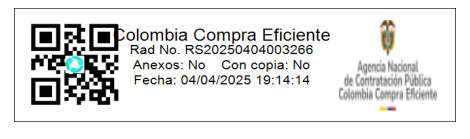 Colombia Compra Eficiente
Rad No. RS20250404003266
Anexos: No Con copia: No
Fecha: 04/04/2025 19:14:14
Agencia Nacional
de Contratación Pública
Colombia Compra Eficiente